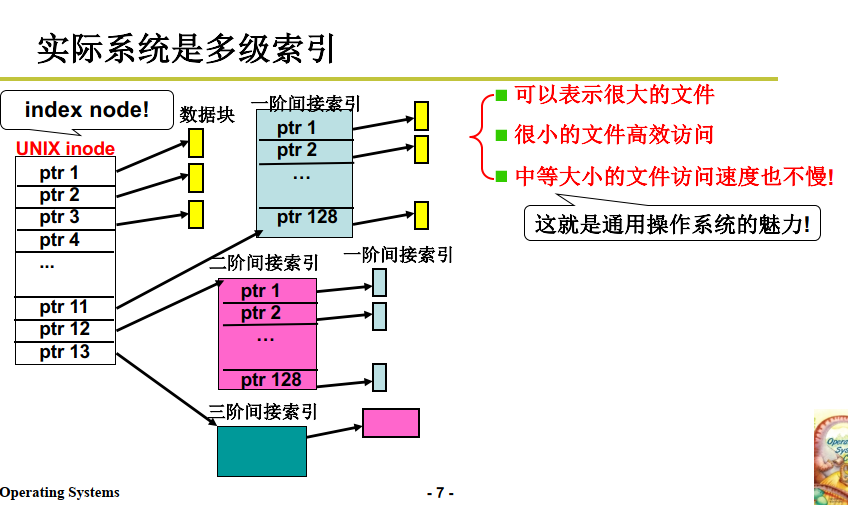 实际系统是多级索引
index node!
UNIX inode
ptr 1
ptr 2
ptr 3
ptr 4
...
ptr 11
ptr 12
ptr 13
数据块
一阶间接索引
ptr 1
ptr 2
…
ptr 128
二阶间接索引
ptr 1
ptr 2
…
ptr 128
一阶间接索引
三阶间接索引
可以表示很大的文件
很小的文件高效访问
中等大小的文件访问速度也不慢!
这就是通用操作系统的魅力!
Operating Systems
- 7 -